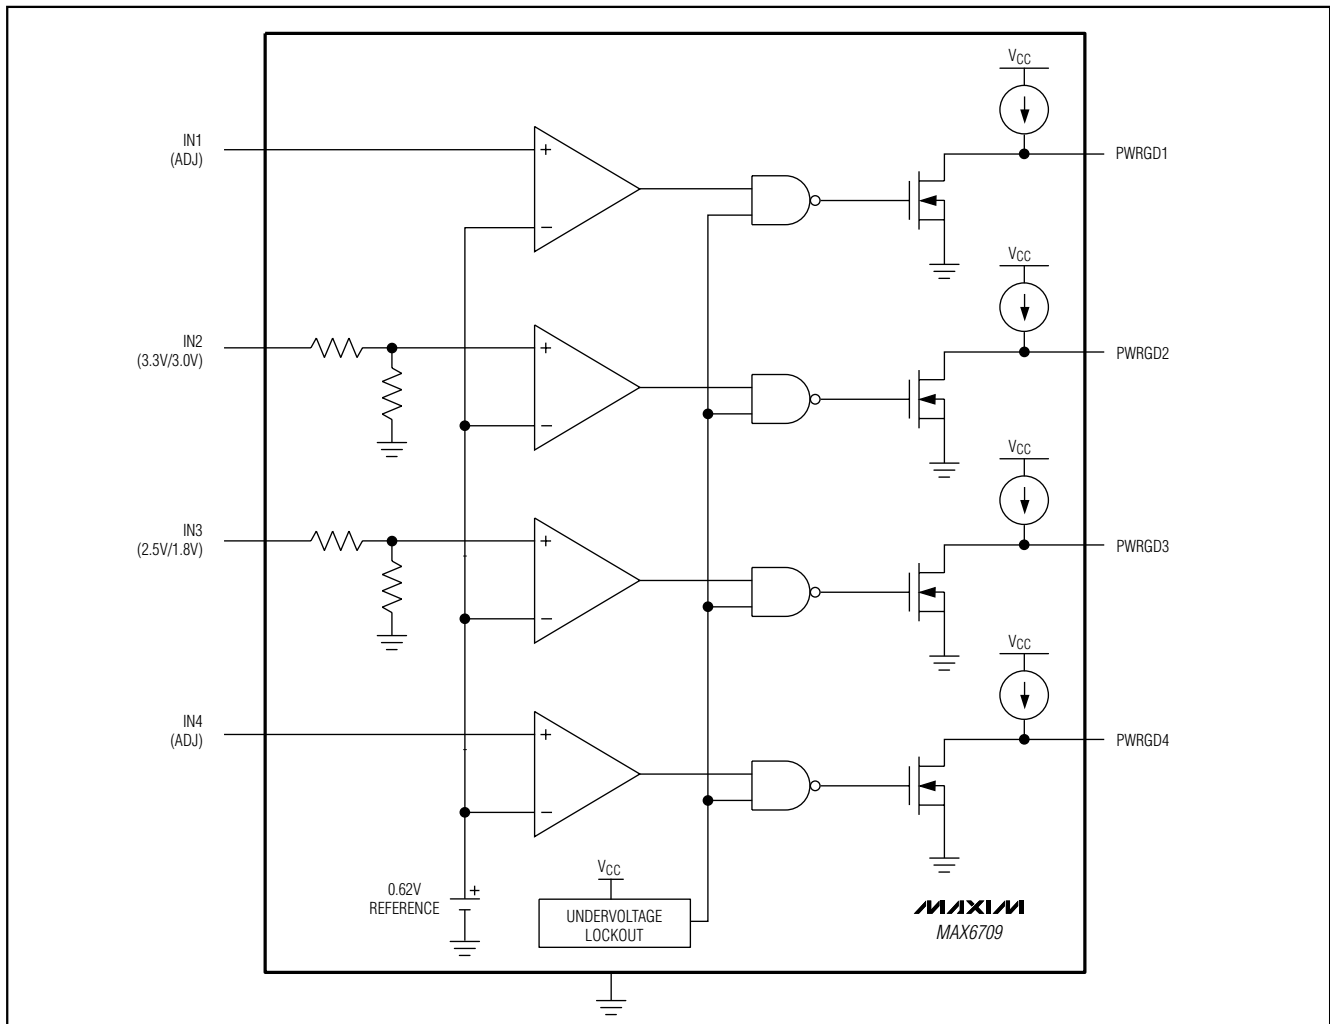 VCC
IN1
(ADJ)
+
−
PWRGD1
VCC
IN2
(3.3V/3.0V)
+
−
PWRGD2
VCC
IN3
(2.5V/1.8V)
+
−
PWRGD3
VCC
IN4
(ADJ)
+
−
PWRGD4
0.62V
REFERENCE
+
VCC
UNDERVOLTAGE
LOCKOUT
MAXIM
MAX6709